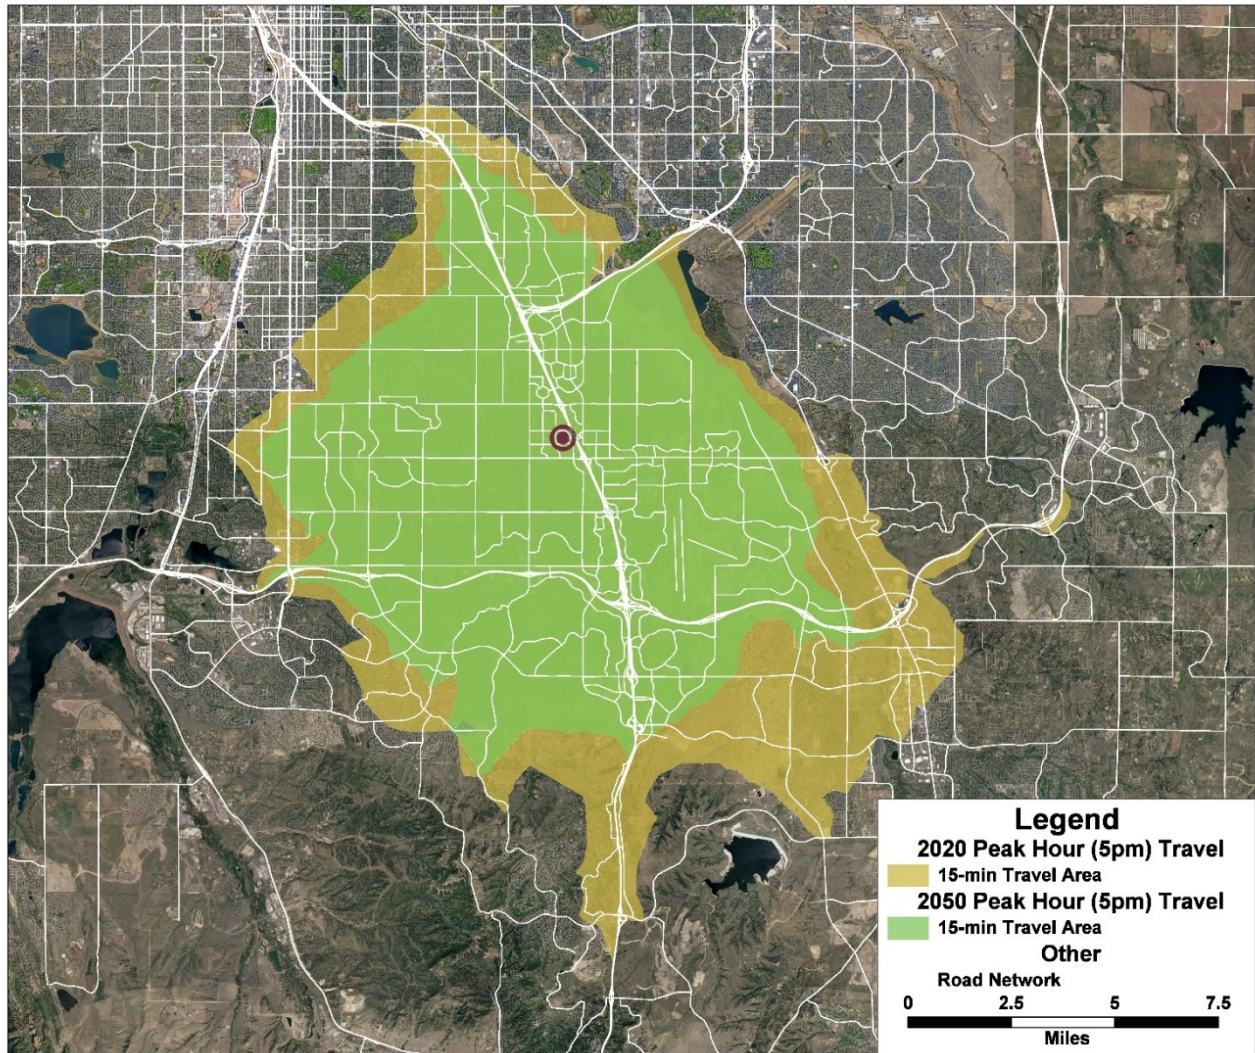 Legend
2020 Peak Hour (5pm) Travel
15-min Travel Area
2050 Peak Hour (5pm) Travel
15-min Travel Area
Other
Road Network
0 2.5 5 7.5
Miles